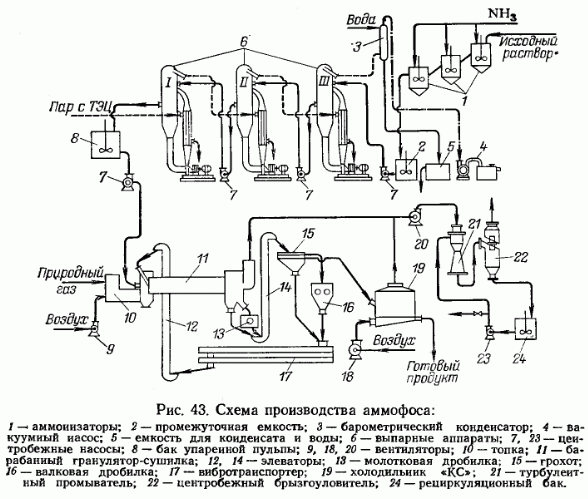 NH₃
Вода
Исходный
раствор
6
3
1
I
II
III
Пар с ТЭЦ
8
7
7
7
7
2
5
4
Природный
газ
Воздух
9
10
11
12
13
14
15
16
17
18
Воздух
19
Готовый
продукт
20
21
22
23
24
Рис. 43. Схема производства аммофоса:
1 — аммонизаторы; 2 — промежуточная емкость; 3 — барометрический конденсатор; 4 — ва-
куумный насос; 5 — емкость для конденсата и воды; 6 — выпарные аппараты; 7, 23 — цен-
тробежные насосы; 8 — бак упаренной пульпы; 9, 18, 20 — вентиляторы; 10 — топка; 11 — ба-
рабанный гранулятор-сушилка; 12, 14 — элеваторы; 13 — молотковая дробилка; 15 — грохот;
16 — валковая дробилка; 17 — вибротранспортер; 19 — холодильник «КС»; 21 — турбулент-
ный промыватель; 22 — центробежный брызгоуловитель; 24 — рециркуляционный бак.